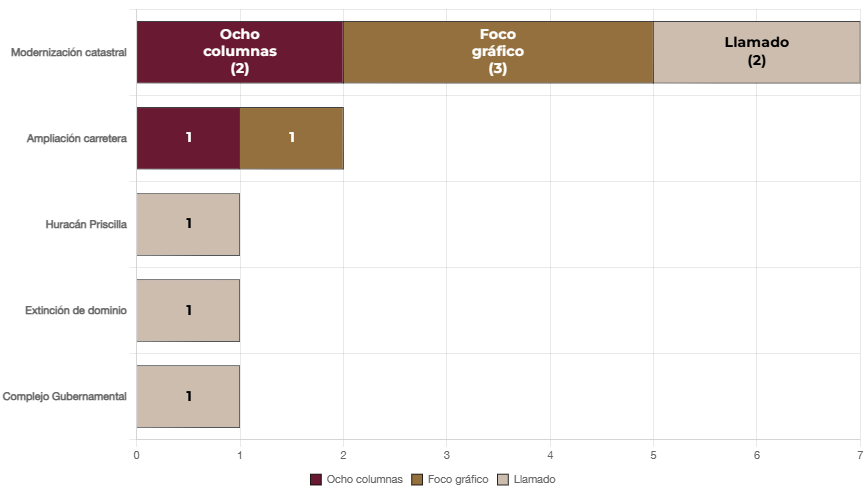 Modernización catastral
Ocho
columnas
(2)
Foco
gráfico
(3)
Llamado
(2)
Ampliación carretera
1
1
Huracán Priscilla
1
Extinción de dominio
1
Complejo Gubernamental
1
0 1 2 3 4 5 6 7
Ocho columnas Foco gráfico Llamado